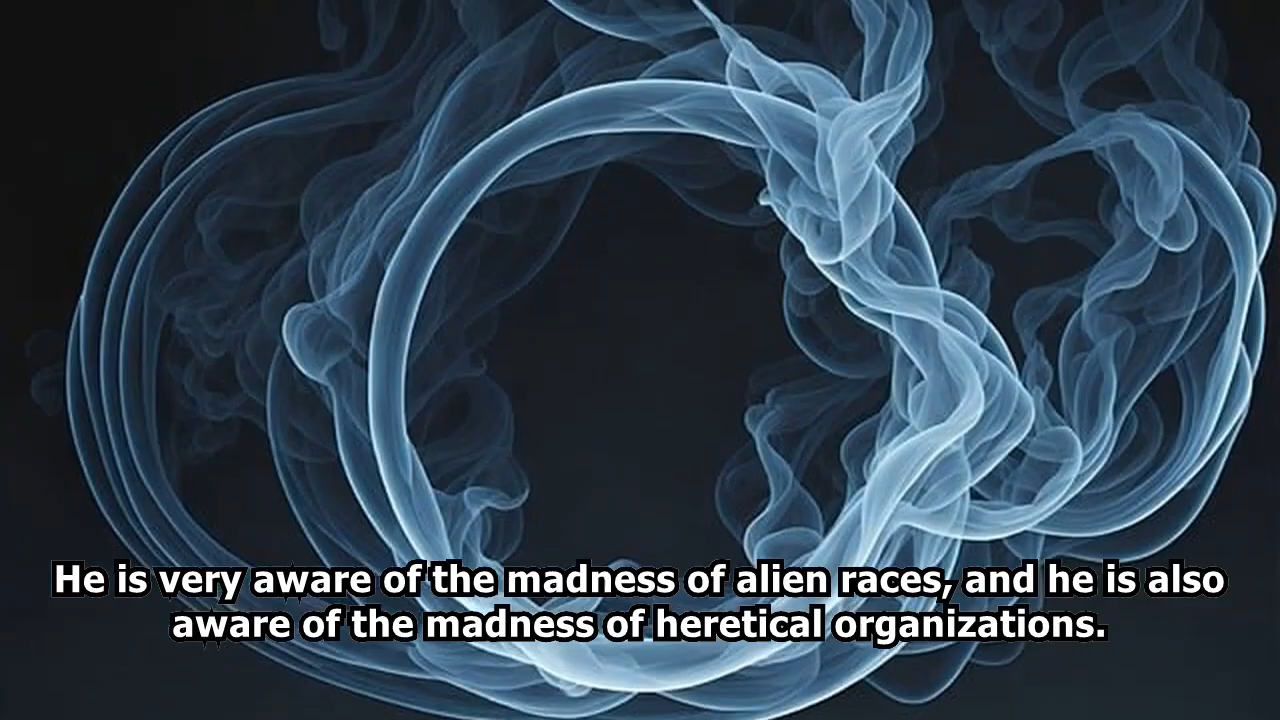 He is very aware of the madness of alien races, and he is also
aware of the madness of heretical organizations.